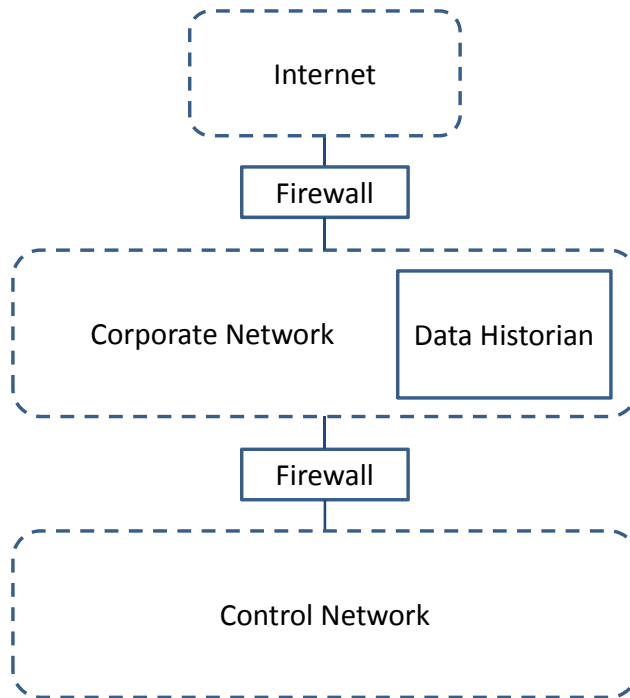 Internet
Firewall
Corporate Network
Data Historian
Firewall
Control Network